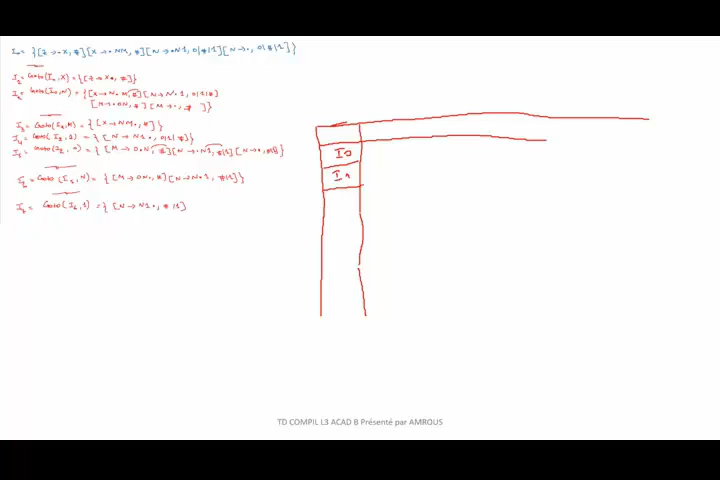 I₀ = {[Z → •X, #][X → •NM, #][N → •N1, 0|#|1][N → •, 0|#|1]}
I₁ = Goto(I₀, X) = {[Z → X•, #]}
I₂ = Goto(I₀, N) = {[X → N•M, #][N → N•1, 0|1|#]
[M → •0N, #][M → •, #]}
I₃ = Goto(I₂, M) = {[X → NM•, #]}
I₄ = Goto(I₂, 1) = {[N → N1•, 0|1|#]}
I₅ = Goto(I₂, 0) = {[M → 0•N, #][N → •N1, #|1][N → •, #|1]}
I₆ = Goto(I₅, N) = {[M → 0N•, #][N → N•1, #|1]}
Goto(I₆, 1) = {[N → N1•, #|1]
I0
I1
TD COMPIL L3 ACAD B Présenté par AMROUS